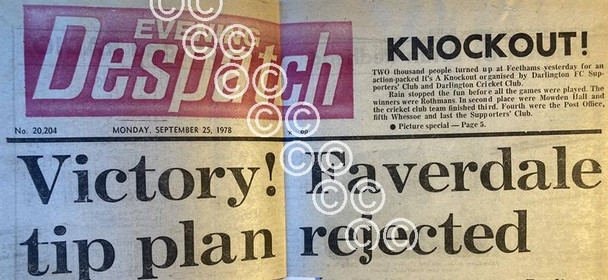 EVENING
Despatch
No. 20,204
MONDAY, SEPTEMBER 25, 1978
KNOCKOUT!
TWO thousand people turned up at Feethams yesterday for an
action-packed It's A Knockout organised by Darlington FC Sup-
porters' Club and Darlington Cricket Club.
Rain stopped the fun before all the games were played. The
winners were Rothmans. In second place were Mowden Hall and
the cricket club team finished third. Fourth were the Post Office,
fifth Whessoe and last the Supporters' Club.
● Picture special — Page 5.
Victory! Faverdale
tip plan rejected